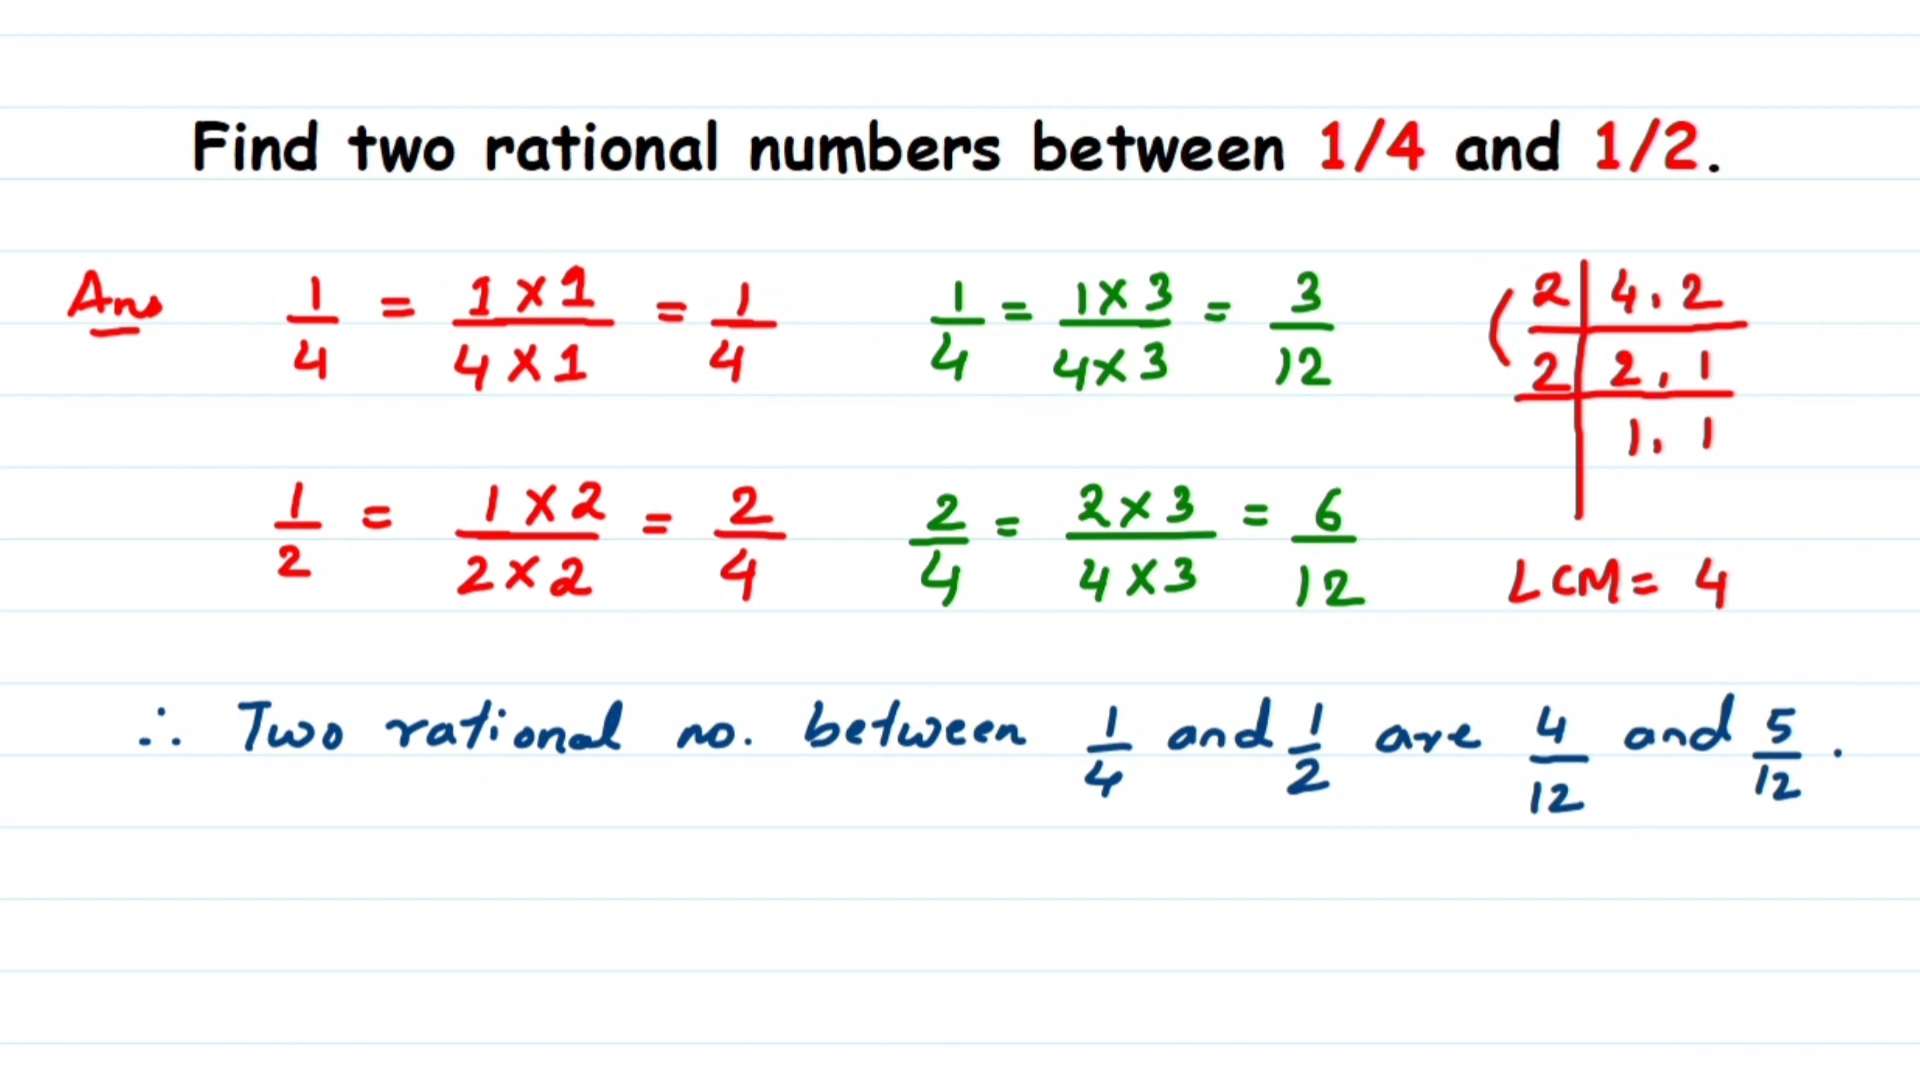 Find two rational numbers between 1/4 and 1/2.
Ans 1/4 = 1 × 1 / 4 × 1 = 1/4 1/4 = 1 × 3 / 4 × 3 = 3/12 ( 2 | 4, 2
2 | 2, 1
1, 1
1/2 = 1 × 2 / 2 × 2 = 2/4 2/4 = 2 × 3 / 4 × 3 = 6/12 LCM = 4
∴ Two rational no. between 1/4 and 1/2 are 4/12 and 5/12 .